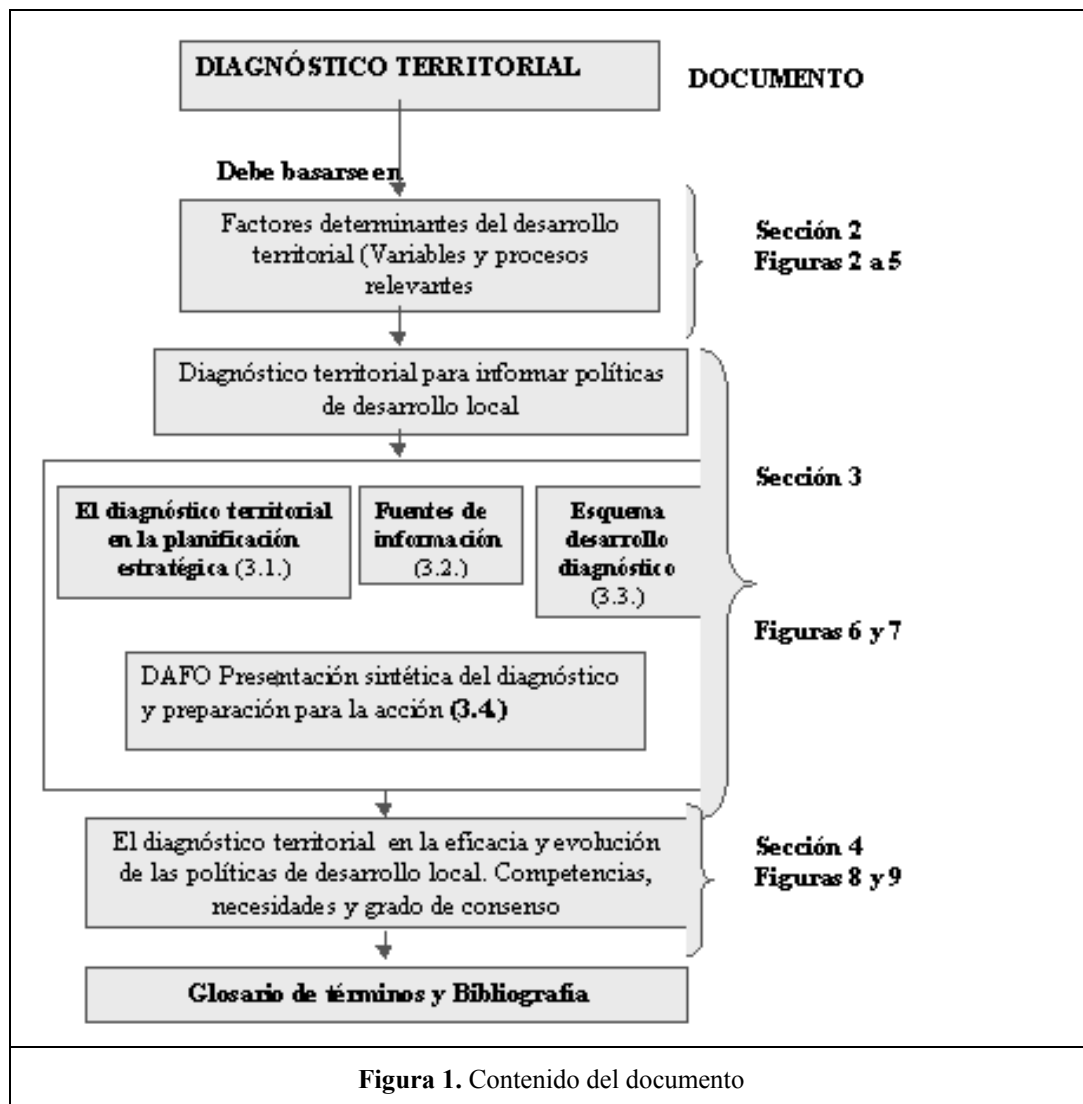 DIAGNÓSTICO TERRITORIAL
DOCUMENTO
Debe basarse en
Factores determinantes del desarrollo
territorial (Variables y procesos
relevantes
Sección 2
Figuras 2 a 5
Diagnóstico territorial para informar políticas
de desarrollo local
Sección 3
El diagnóstico territorial
en la planificación
estratégica (3.1.)
Fuentes de
información
(3.2.)
Esquema
desarrollo
diagnóstico
(3.3.)
Figuras 6 y 7
DAFO Presentación sintética del diagnóstico
y preparación para la acción (3.4.)
El diagnóstico territorial en la eficacia y evolución
de las políticas de desarrollo local. Competencias,
necesidades y grado de consenso
Sección 4
Figuras 8 y 9
Glosario de términos y Bibliografia
Figura 1. Contenido del documento